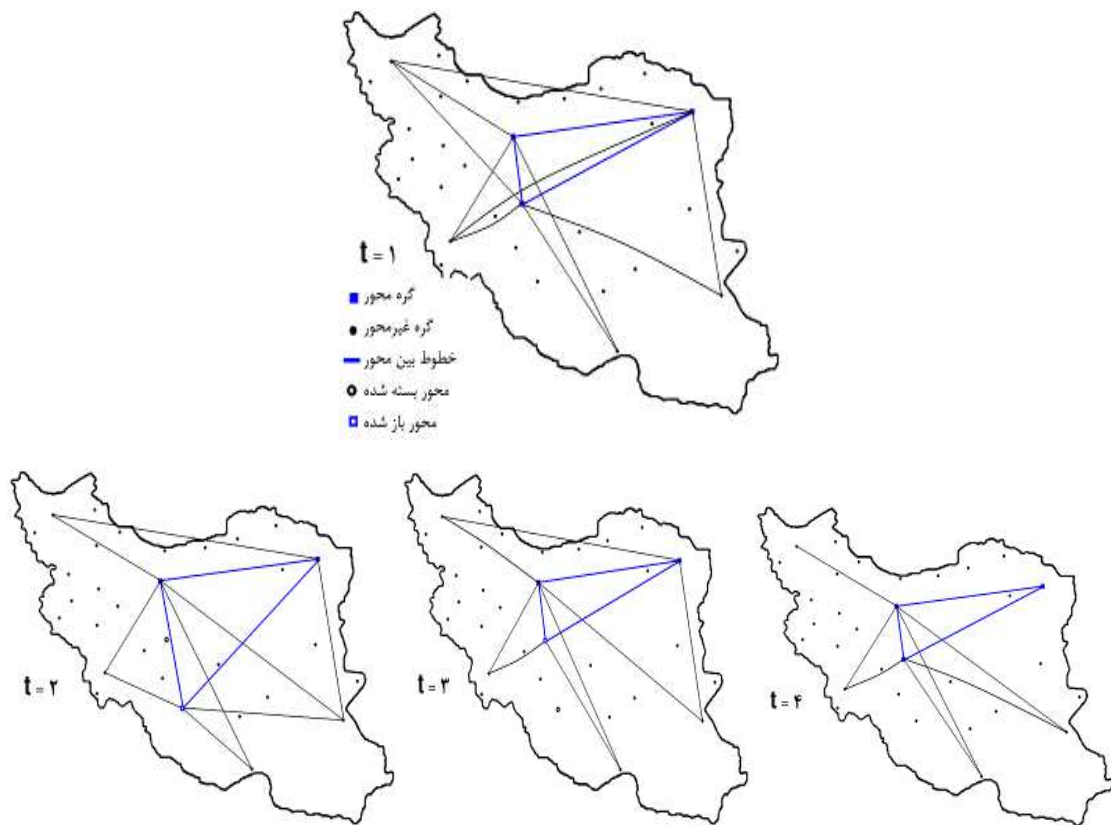 t = ۱
گره محور
گره غیرمحور
خطوط بین محور
محور بسته شده
محور باز شده
t = ۲
t = ۳
t = ۴